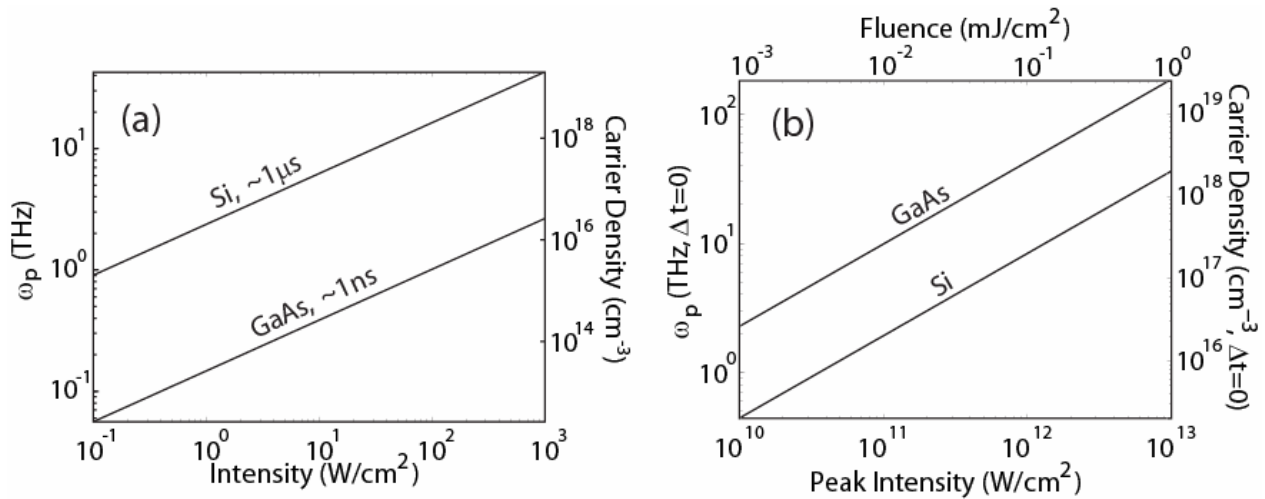 (a)
ω_p (THz)
10^1
10^0
10^-1
Si, ~1μs
GaAs, ~1ns
10^18
10^16
10^14
Carrier Density (cm^-3)
10^-1 10^0 10^1 10^2 10^3
Intensity (W/cm^2)
Fluence (mJ/cm^2)
10^-3 10^-2 10^-1 10^0
(b)
ω_p (THz, Δt=0)
10^2
10^1
10^0
GaAs
Si
10^19
10^18
10^17
10^16
Carrier Density (cm^-3, Δt=0)
10^10 10^11 10^12 10^13
Peak Intensity (W/cm^2)